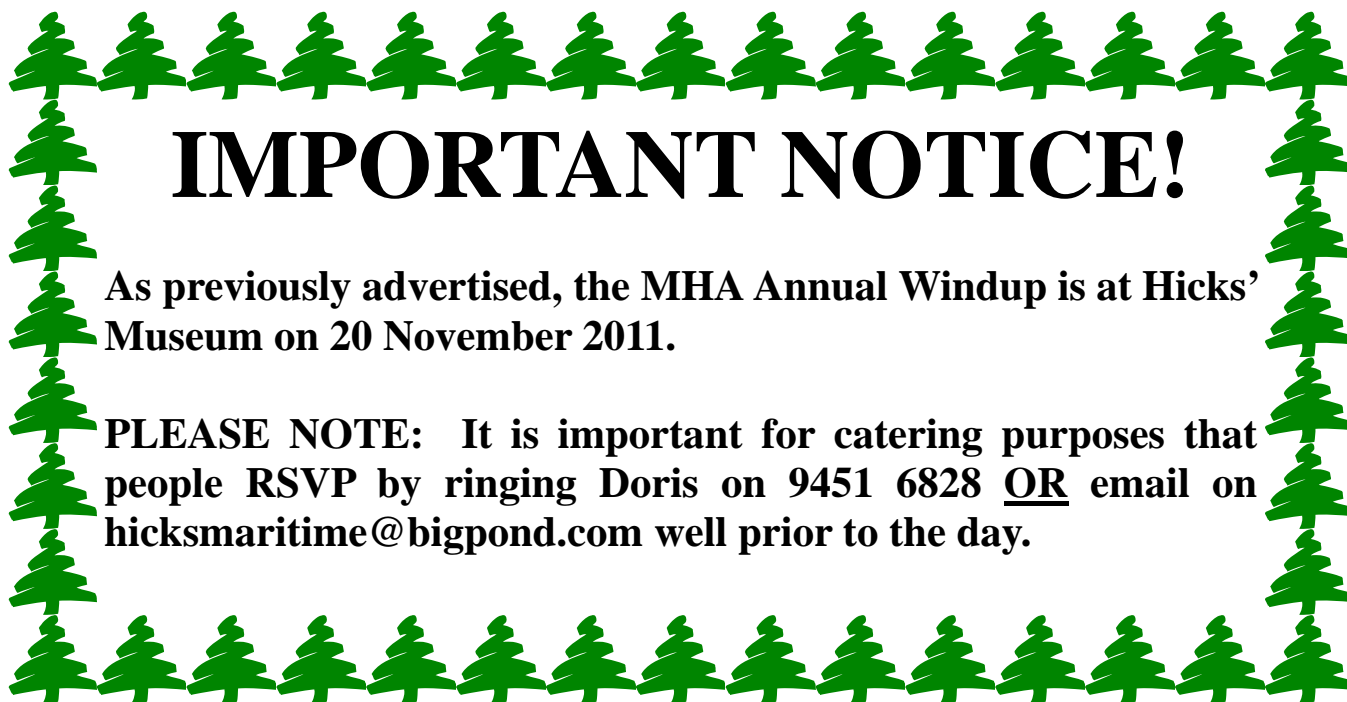 IMPORTANT NOTICE!
As previously advertised, the MHA Annual Windup is at Hicks’
Museum on 20 November 2011.
PLEASE NOTE: It is important for catering purposes that
people RSVP by ringing Doris on 9451 6828 OR email on
hicksmaritime@bigpond.com well prior to the day.